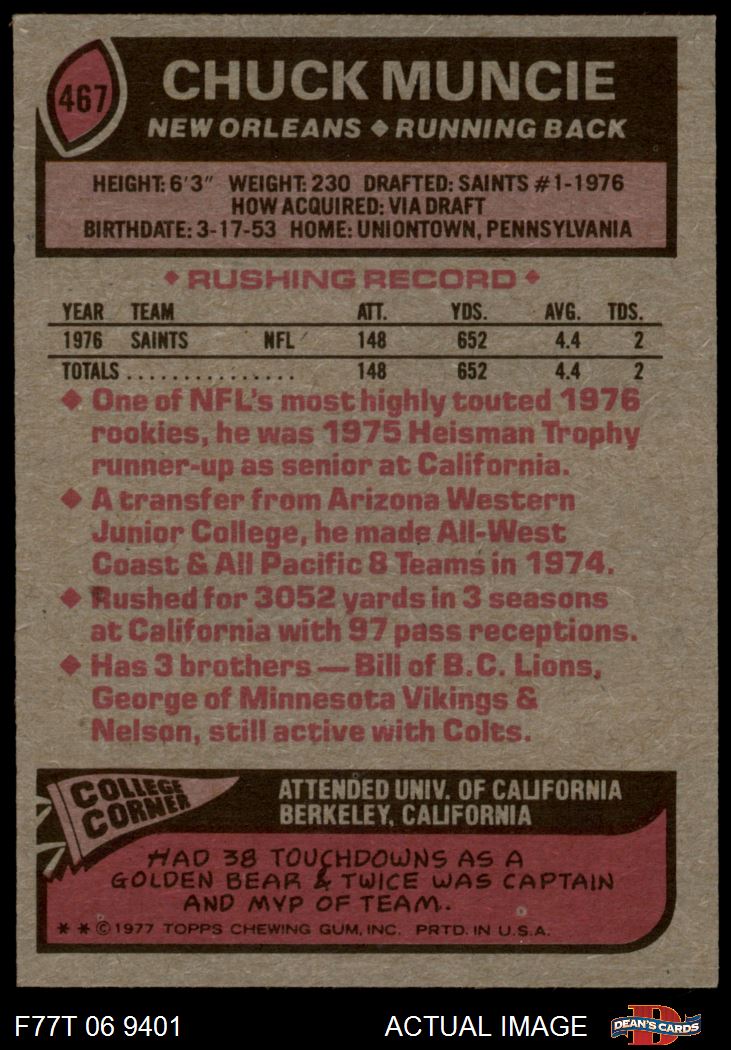 467
CHUCK MUNCIE
NEW ORLEANS ◆ RUNNING BACK
HEIGHT: 6'3" WEIGHT: 230 DRAFTED: SAINTS #1-1976
HOW ACQUIRED: VIA DRAFT
BIRTHDATE: 3-17-53 HOME: UNIONTOWN, PENNSYLVANIA
◆ RUSHING RECORD ◆
YEAR TEAM ATT. YDS. AVG. TDS.
1976 SAINTS NFL 148 652 4.4 2
TOTALS . . . . . . . . . . . . . . . 148 652 4.4 2
◆ One of NFL's most highly touted 1976
rookies, he was 1975 Heisman Trophy
runner-up as senior at California.
◆ A transfer from Arizona Western
Junior College, he made All-West
Coast & All Pacific 8 Teams in 1974.
◆ Rushed for 3052 yards in 3 seasons
at California with 97 pass receptions.
◆ Has 3 brothers — Bill of B.C. Lions,
George of Minnesota Vikings &
Nelson, still active with Colts.
COLLEGE
CORNER
ATTENDED UNIV. OF CALIFORNIA
BERKELEY, CALIFORNIA
HAD 38 TOUCHDOWNS AS A
GOLDEN BEAR & TWICE WAS CAPTAIN
AND MVP OF TEAM.
* * © 1977 TOPPS CHEWING GUM, INC. PRTD. IN U.S.A.
F77T 06 9401 ACTUAL IMAGE
D
DEAN'S CARDS